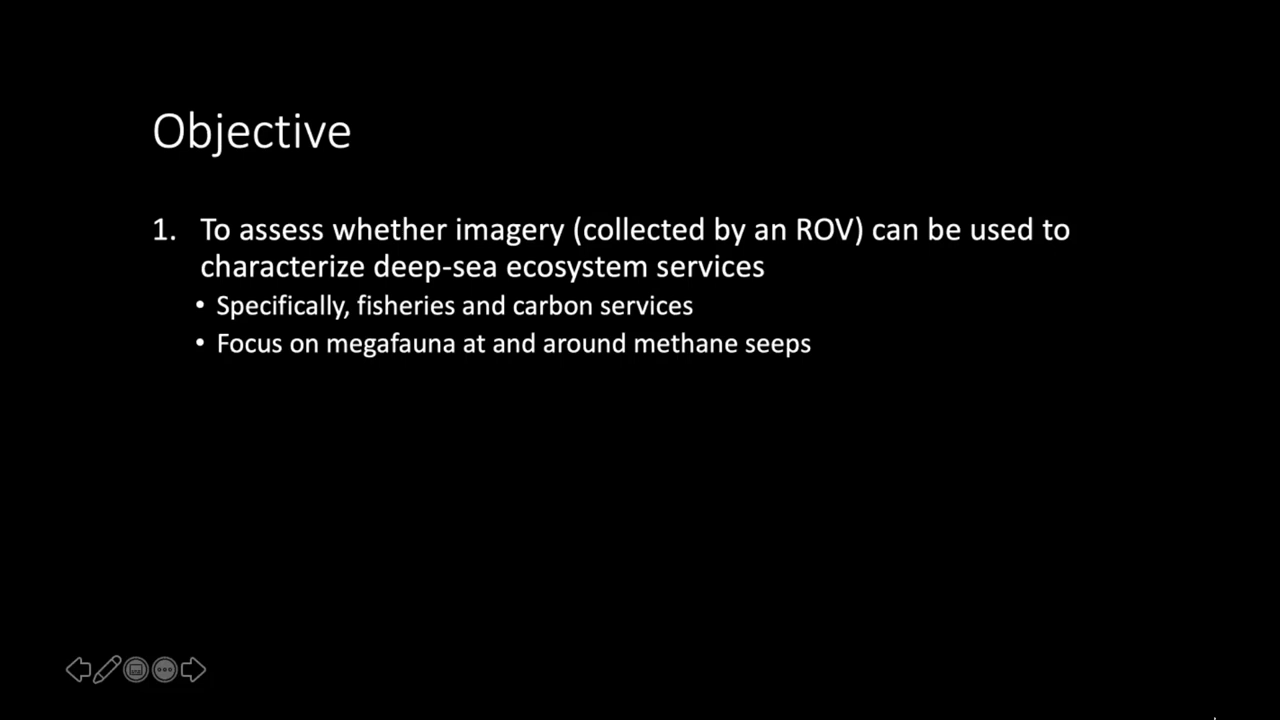 Objective
1. To assess whether imagery (collected by an ROV) can be used to
characterize deep-sea ecosystem services
• Specifically, fisheries and carbon services
• Focus on megafauna at and around methane seeps